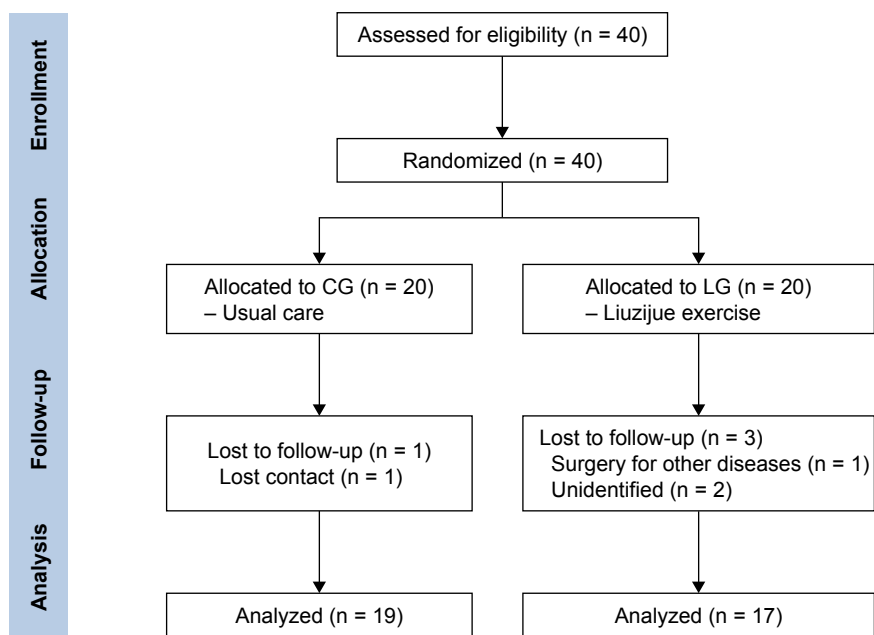 Enrollment
Assessed for eligibility (n = 40)
Randomized (n = 40)
Allocation
Allocated to CG (n = 20)
– Usual care
Allocated to LG (n = 20)
– Liuzijue exercise
Follow-up
Lost to follow-up (n = 1)
Lost contact (n = 1)
Lost to follow-up (n = 3)
Surgery for other diseases (n = 1)
Unidentified (n = 2)
Analysis
Analyzed (n = 19)
Analyzed (n = 17)